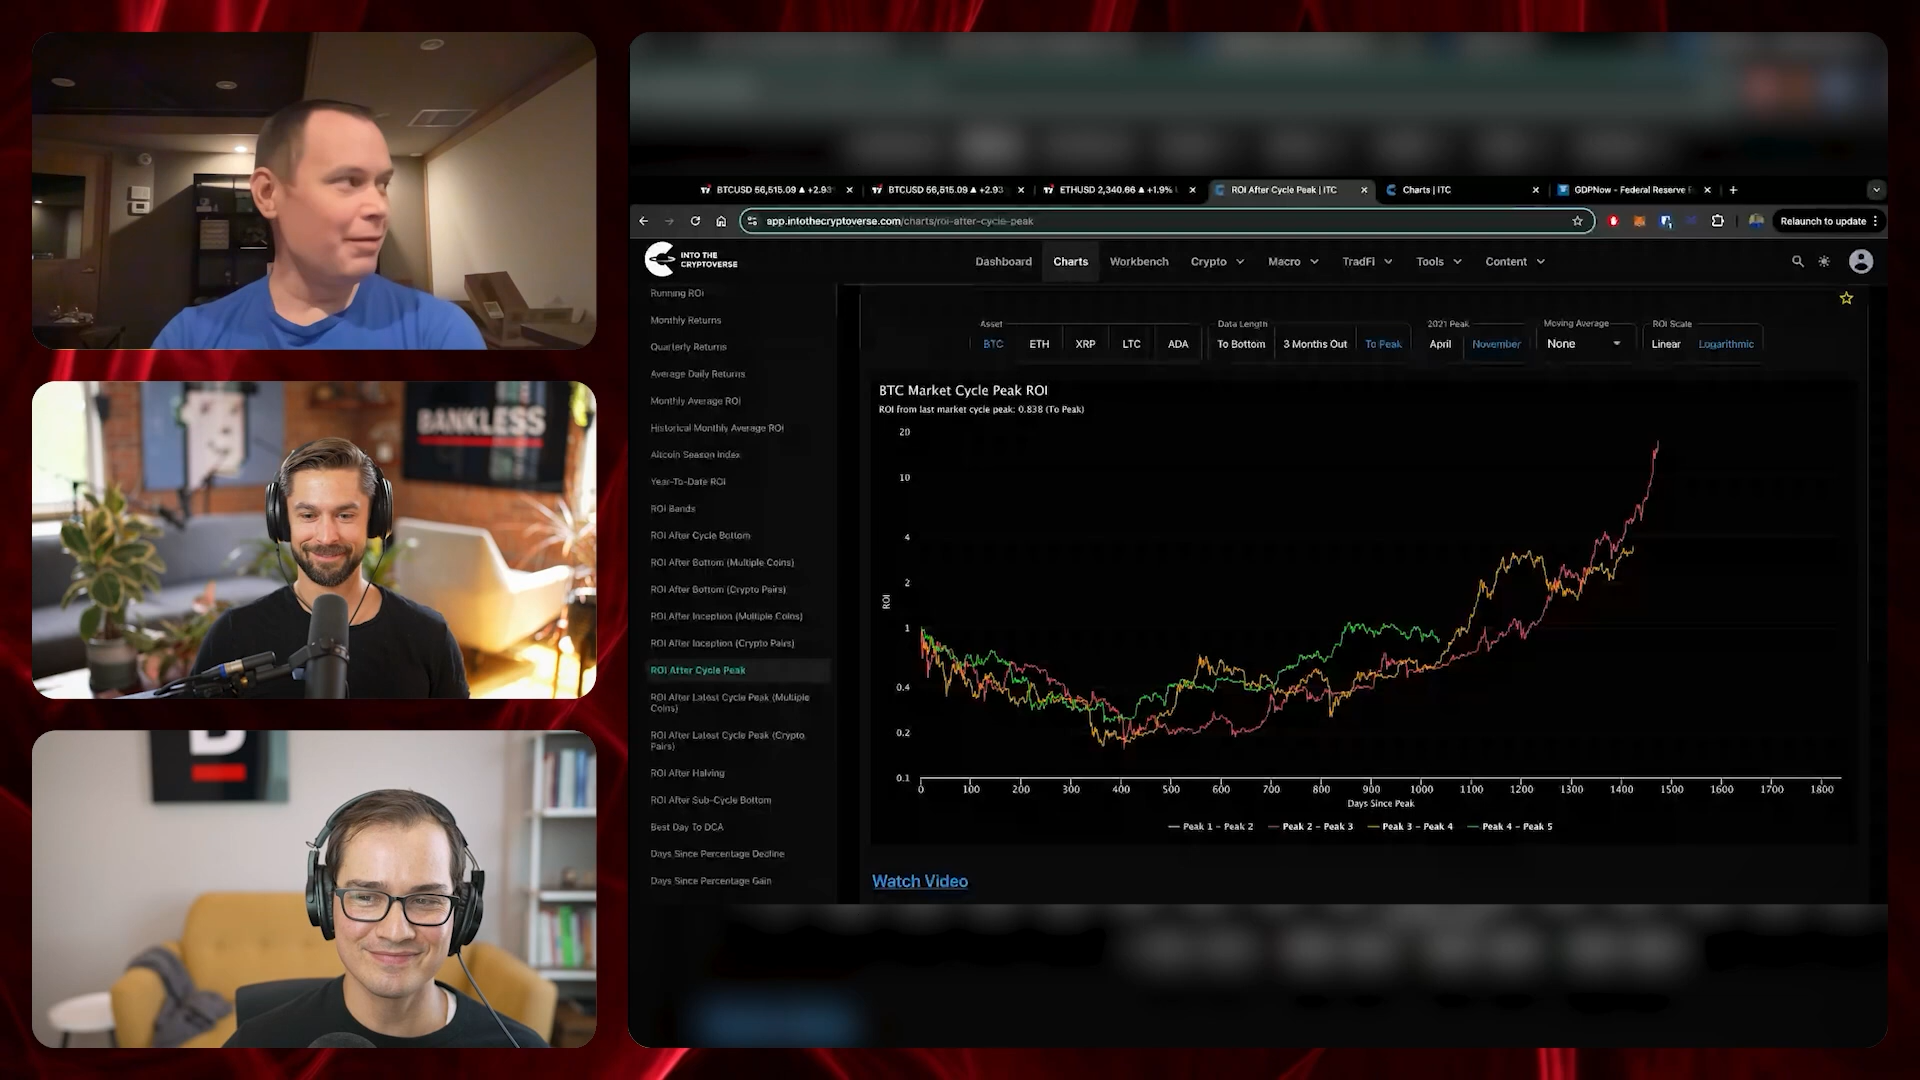 BANKLESS
B
BTCUSD 56,515.09 ▲ +2.93
BTCUSD 56,515.09 ▲ +2.93
ETHUSD 2,340.66 ▲ +1.9%
ROI After Cycle Peak | ITC
Charts | ITC
GDPNow - Federal Reserve
app.intothecryptoverse.com/charts/roi-after-cycle-peak
Relaunch to update
INTO THE
CRYPTOVERSE
Dashboard Charts Workbench Crypto Macro TradFi Tools Content
Running ROI
Monthly Returns
Quarterly Returns
Average Daily Returns
Monthly Average ROI
Historical Monthly Average ROI
Altcoin Season Index
Year-To-Date ROI
ROI Bands
ROI After Cycle Bottom
ROI After Bottom (Multiple Coins)
ROI After Bottom (Crypto Pairs)
ROI After Inception (Multiple Coins)
ROI After Inception (Crypto Pairs)
ROI After Cycle Peak
ROI After Latest Cycle Peak (Multiple
Coins)
ROI After Latest Cycle Peak (Crypto
Pairs)
ROI After Halving
ROI After Sub-Cycle Bottom
Best Day To DCA
Days Since Percentage Decline
Days Since Percentage Gain
Asset
BTC ETH XRP LTC ADA
Data Length
To Bottom 3 Months Out To Peak
2021 Peak
April November
Moving Average
None
ROI Scale
Linear Logarithmic
BTC Market Cycle Peak ROI
ROI from last market cycle peak: 0.838 (To Peak)
20
10
4
2
1
0.4
0.2
0.1
ROI
0 100 200 300 400 500 600 700 800 900 1000 1100 1200 1300 1400 1500 1600 1700 1800
Days Since Peak
Peak 1 - Peak 2 Peak 2 - Peak 3 Peak 3 - Peak 4 Peak 4 - Peak 5
Watch Video